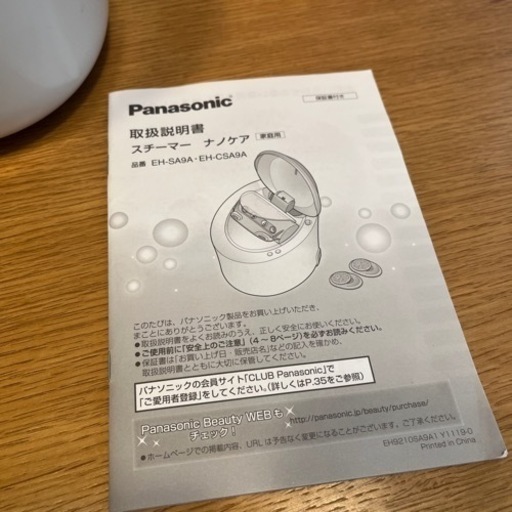 Panasonic
保証書付き
取扱説明書
スチーマー ナノケア 家庭用
品番 EH-SA9A・EH-CSA9A
このたびは、パナソニック製品をお買い上げいただき、
まことにありがとうございます。
●取扱説明書をよくお読みのうえ、正しく安全にお使いください。
●ご使用前に「安全上のご注意」(4～8ページ)を必ずお読みください。
●保証書は「お買い上げ日・販売店名」などの記入を確かめ、
取扱説明書とともに大切に保管してください。
パナソニックの会員サイト「CLUB Panasonic」で
「ご愛用者登録」をしてください。(詳しくはP.35をご参照)
Panasonic Beauty WEBも
チェック!
http://panasonic.jp/beauty/purchase/
●ホームページでの掲載内容、URLは予告なく変更になることがございます。ご了承ください。
EH9210SA9A1 Y1119-0
Printed in China